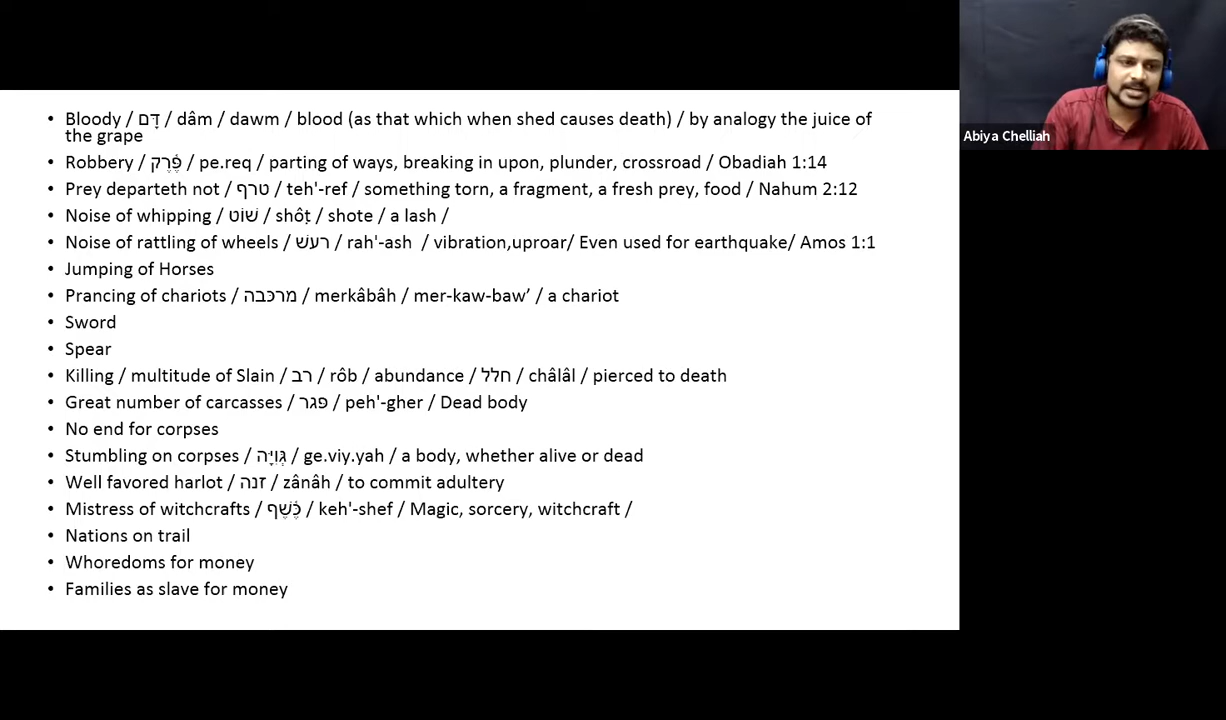 • Bloody / דָּם / dâm / dawm / blood (as that which when shed causes death) / by analogy the juice of
the grape
• Robbery / פֶּ֫רֶק / pe.req / parting of ways, breaking in upon, plunder, crossroad / Obadiah 1:14
• Prey departeth not / טרף / teh'-ref / something torn, a fragment, a fresh prey, food / Nahum 2:12
• Noise of whipping / שׁוֹט / shôṭ / shote / a lash /
• Noise of rattling of wheels / רעשׁ / rah'-ash / vibration,uproar/ Even used for earthquake/ Amos 1:1
• Jumping of Horses
• Prancing of chariots / מרכּבה / merkâbâh / mer-kaw-baw’ / a chariot
• Sword
• Spear
• Killing / multitude of Slain / רב / rôb / abundance / חלל / châlâl / pierced to death
• Great number of carcasses / פּגר / peh'-gher / Dead body
• No end for corpses
• Stumbling on corpses / גְּוִיָּה / ge.viy.yah / a body, whether alive or dead
• Well favored harlot / זנה / zânâh / to commit adultery
• Mistress of witchcrafts / כֶּ֫שֶׁף / keh'-shef / Magic, sorcery, witchcraft /
• Nations on trail
• Whoredoms for money
• Families as slave for money
Abiya Chelliah